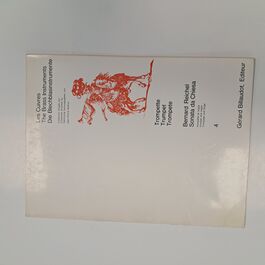 Les Cuivres
The Brass Instruments
Die Blechblasinstrumente
Trompette
Trumpet
Trompete
Bernard Reichel
Sonata da Chiesa
4
Gérard Billaudot, Editeur